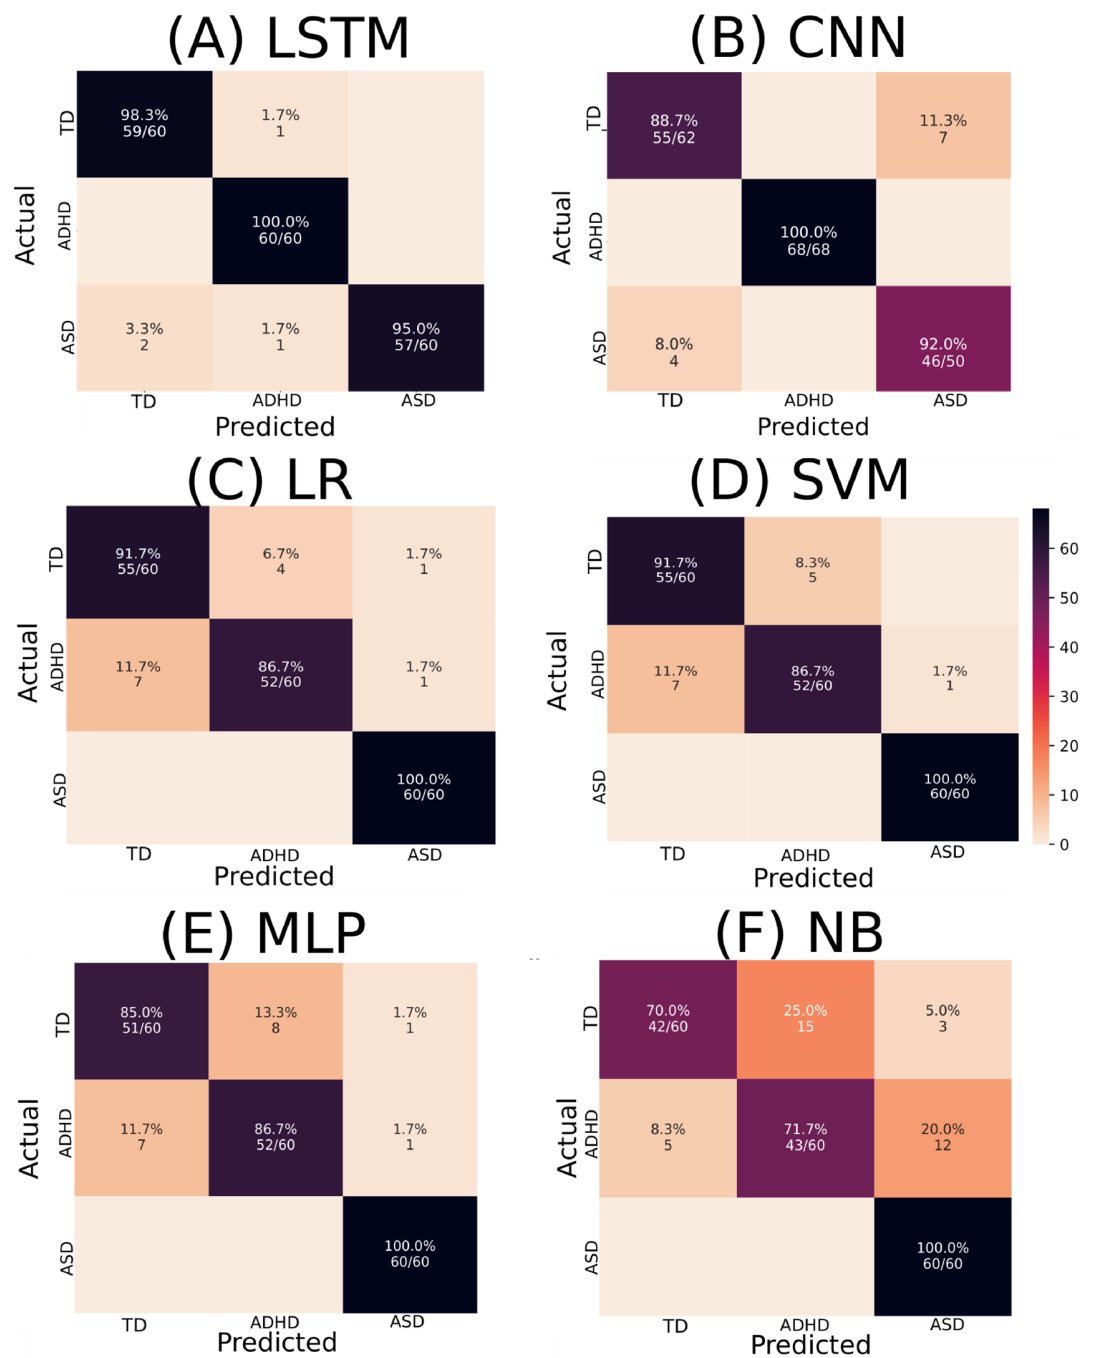 (A) LSTM
Actual
TD
98.3%
59/60
1.7%
1
ADHD
100.0%
60/60
ASD
3.3%
2
1.7%
1
95.0%
57/60
TD
ADHD
ASD
Predicted
(B) CNN
Actual
TD
88.7%
55/62
11.3%
7
ADHD
100.0%
68/68
ASD
8.0%
4
92.0%
46/50
TD
ADHD
ASD
Predicted
(C) LR
Actual
TD
91.7%
55/60
6.7%
4
1.7%
1
ADHD
11.7%
7
86.7%
52/60
1.7%
1
ASD
100.0%
60/60
TD
ADHD
ASD
Predicted
(D) SVM
Actual
TD
91.7%
55/60
8.3%
5
ADHD
11.7%
7
86.7%
52/60
1.7%
1
ASD
100.0%
60/60
TD
ADHD
ASD
Predicted
60
50
40
30
20
10
0
(E) MLP
Actual
TD
85.0%
51/60
13.3%
8
1.7%
1
ADHD
11.7%
7
86.7%
52/60
1.7%
1
ASD
100.0%
60/60
TD
ADHD
ASD
Predicted
(F) NB
Actual
TD
70.0%
42/60
25.0%
15
5.0%
3
ADHD
8.3%
5
71.7%
43/60
20.0%
12
ASD
100.0%
60/60
TD
ADHD
ASD
Predicted